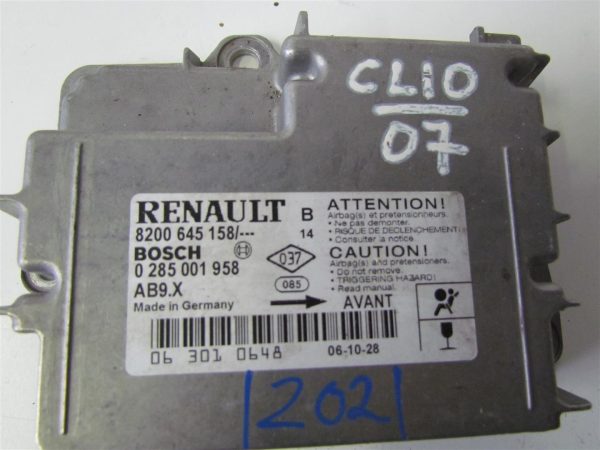 CLIO
07
RENAULT B
8200 645 158/--- 14
BOSCH
0 285 001 958
AB9.X
Made in Germany
ATTENTION!
Airbag(s) et pretensionneurs.
• Ne pas demonter.
• RISQUE DE DECLENCHEMENT!
• Consulter la notice.
037
CAUTION!
Airbag(s) and pretensioners.
• Do not remove.
• TRIGGERING HAZARD!
• Read manual.
085
AVANT
06 301 0648
06-10-28
|202|